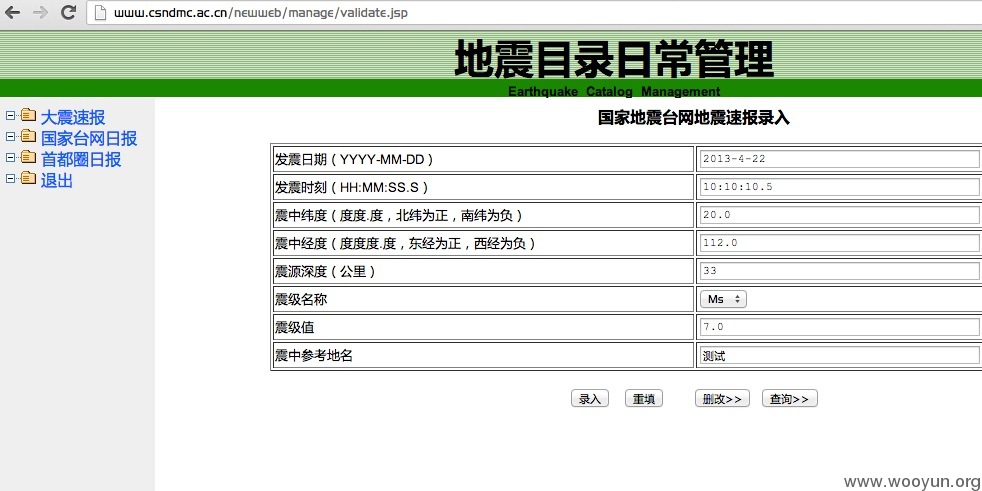 www.csndmc.ac.cn/newweb/manage/validate.jsp
地震目录日常管理
Earthquake Catalog Management
大震速报
国家台网日报
首都圈日报
退出
国家地震台网地震速报录入
发震日期（YYYY-MM-DD） 2013-4-22
发震时刻（HH:MM:SS.S） 10:10:10.5
震中纬度（度度.度，北纬为正，南纬为负） 20.0
震中经度（度度度.度，东经为正，西经为负） 112.0
震源深度（公里） 33
震级名称 Ms
震级值 7.0
震中参考地名 测试
录入 重填 删改>> 查询>>
www.wooyun.org